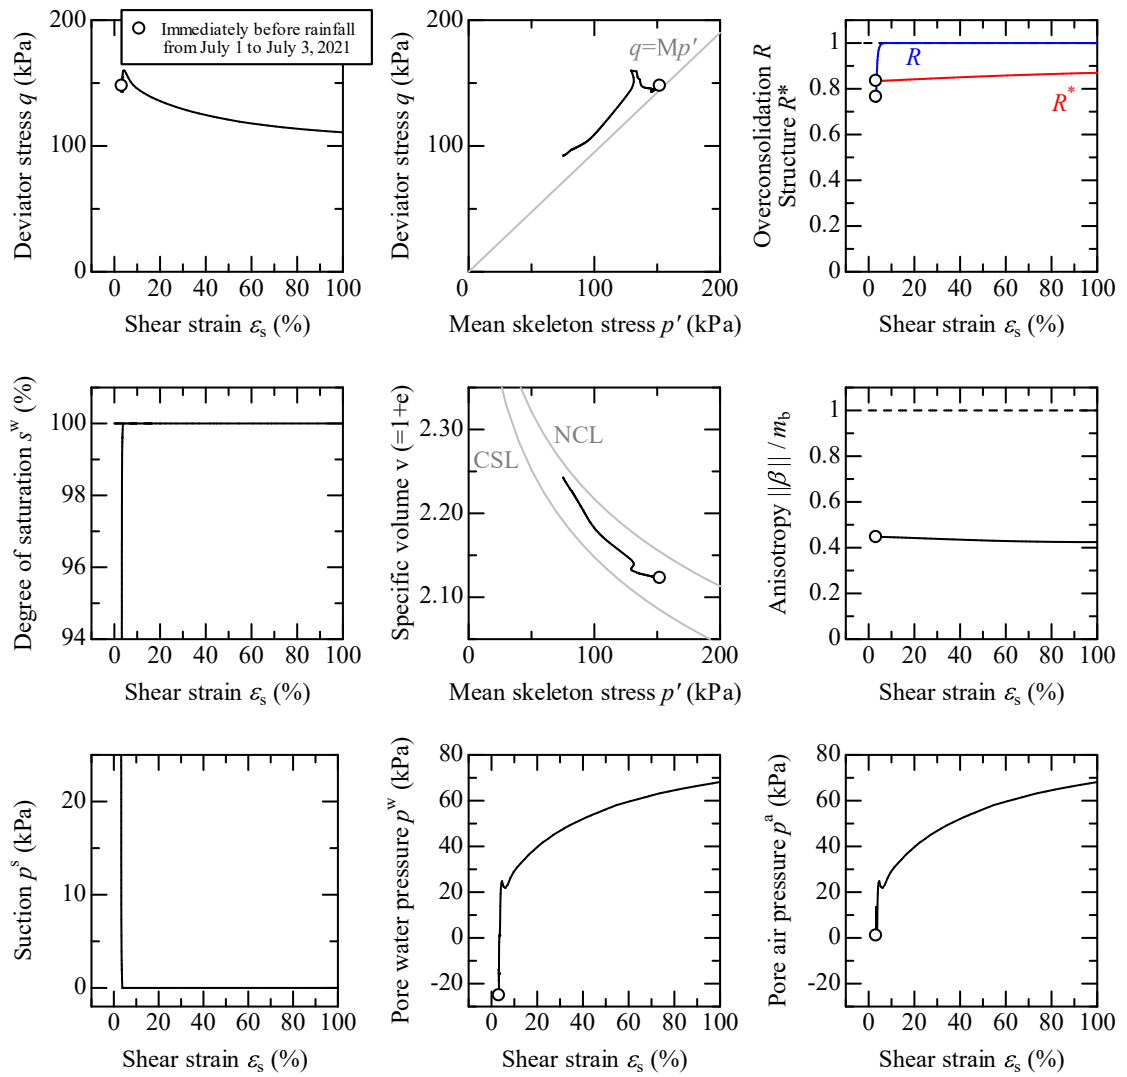 Immediately before rainfall
from July 1 to July 3, 2021
200
100
0
Deviator stress q (kPa)
0 20 40 60 80 100
Shear strain εs (%)
200
100
0
Deviator stress q (kPa)
q=Mp′
0 100 200
Mean skeleton stress p′ (kPa)
1
0.8
0.6
0.4
0.2
0
Overconsolidation R
Structure R*
R
R*
0 20 40 60 80 100
Shear strain εs (%)
100
98
96
94
Degree of saturation sw (%)
0 20 40 60 80 100
Shear strain εs (%)
2.30
2.20
2.10
Specific volume v (=1+e)
NCL
CSL
0 100 200
Mean skeleton stress p′ (kPa)
1
0.8
0.6
0.4
0.2
0
Anisotropy ||β|| / mb
0 20 40 60 80 100
Shear strain εs (%)
20
10
0
Suction ps (kPa)
0 20 40 60 80 100
Shear strain εs (%)
80
60
40
20
0
-20
Pore water pressure pw (kPa)
0 20 40 60 80 100
Shear strain εs (%)
80
60
40
20
0
-20
Pore air pressure pa (kPa)
0 20 40 60 80 100
Shear strain εs (%)